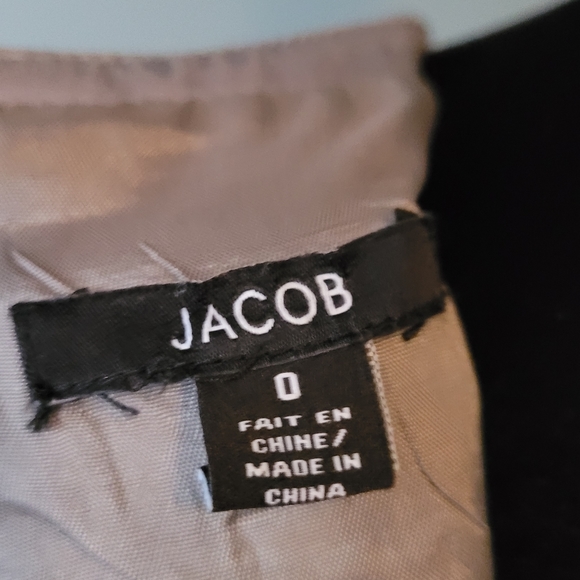 JACOB
0
FAIT EN
CHINE/
MADE IN
CHINA